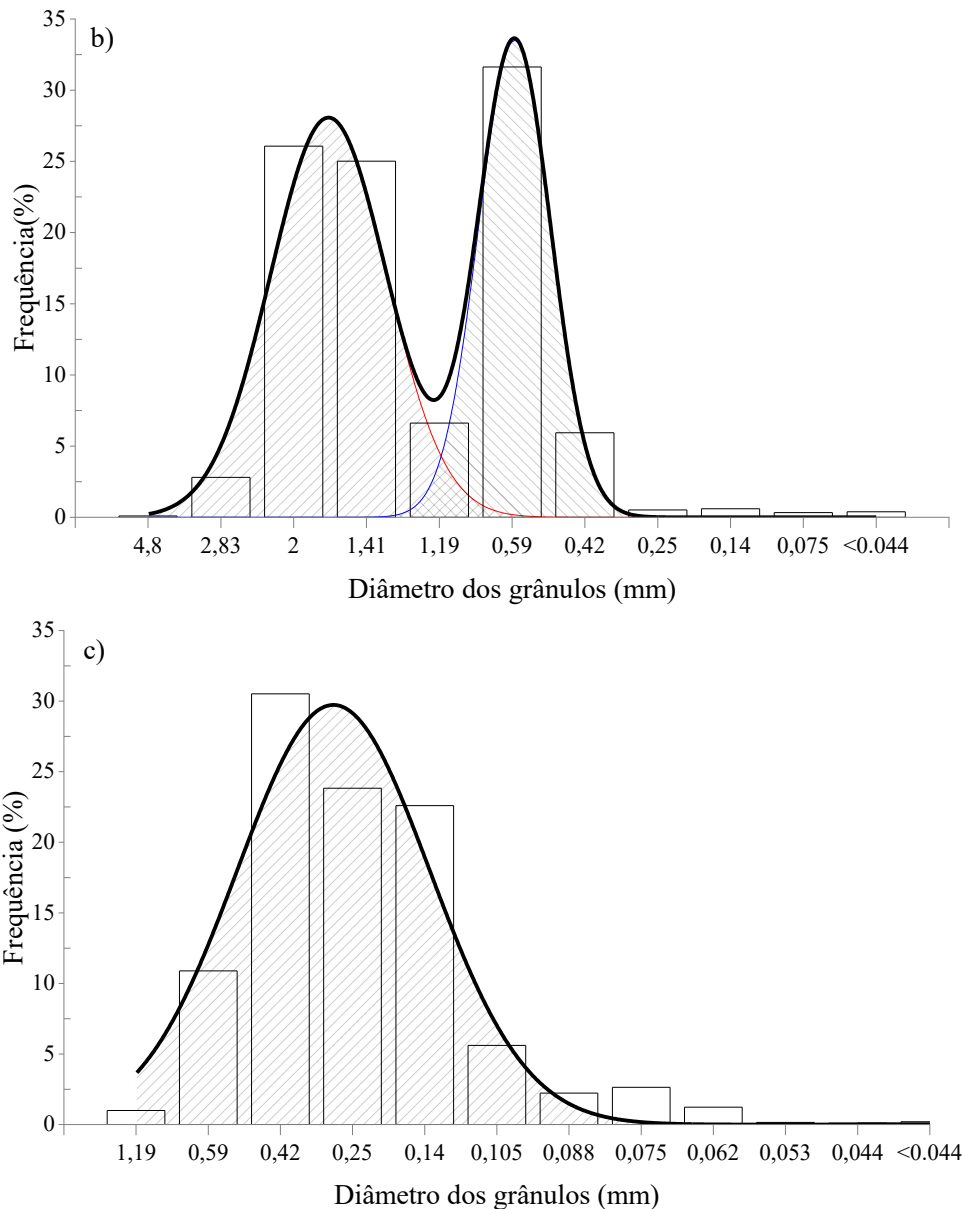 b)
Frequência(%)
35
30
25
20
15
10
5
0
4,8 2,83 2 1,41 1,19 0,59 0,42 0,25 0,14 0,075 <0.044
Diâmetro dos grânulos (mm)
c)
Frequência (%)
35
30
25
20
15
10
5
0
1,19 0,59 0,42 0,25 0,14 0,105 0,088 0,075 0,062 0,053 0,044 <0.044
Diâmetro dos grânulos (mm)